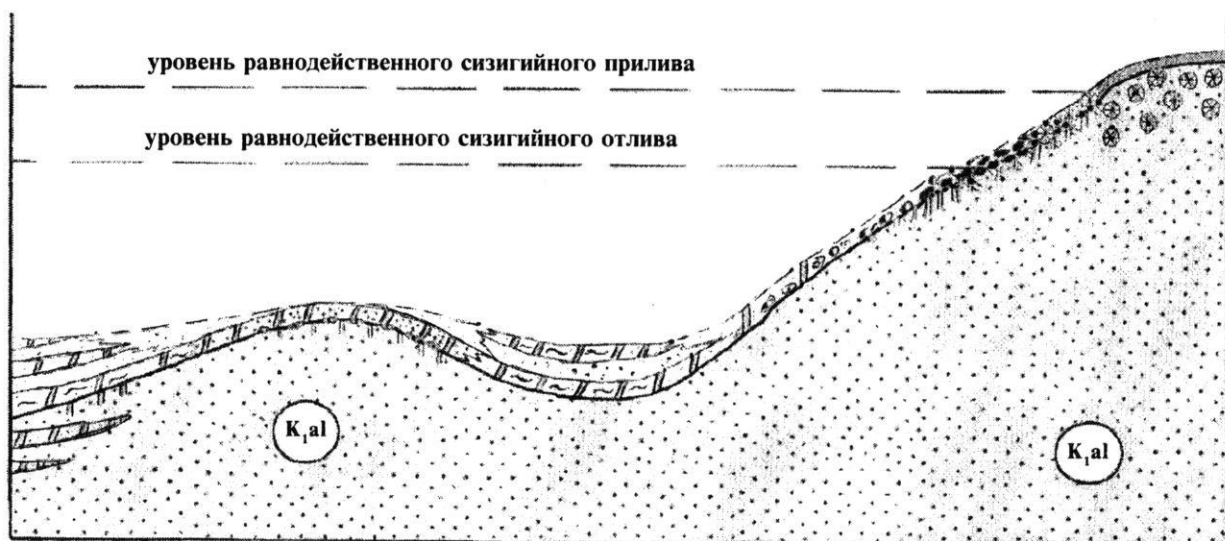 уровень равнодейственного сизигийного прилива
уровень равнодейственного сизигийного отлива
K₁al
K₁al